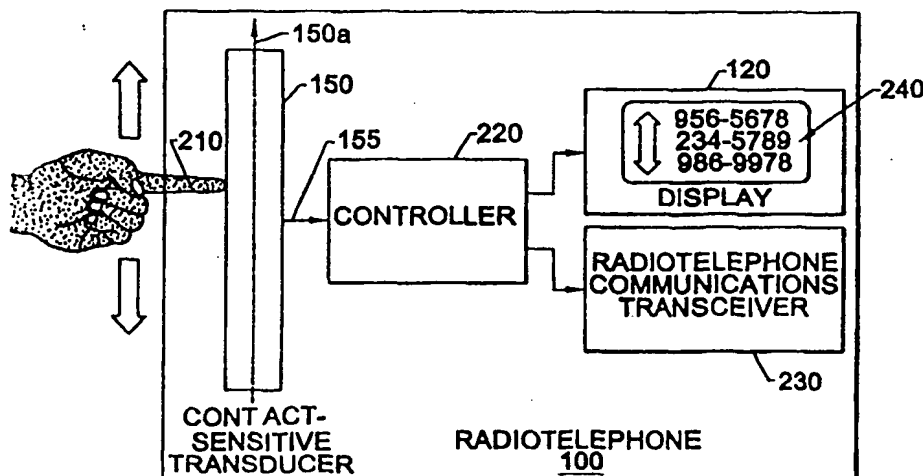 150a
150
120
240
956-5678
234-5789
986-9978
DISPLAY
210
155
220
CONTROLLER
RADIOTELEPHONE
COMMUNICATIONS
TRANSCEIVER
230
CONTACT-
SENSITIVE
TRANSDUCER
RADIOTELEPHONE
100